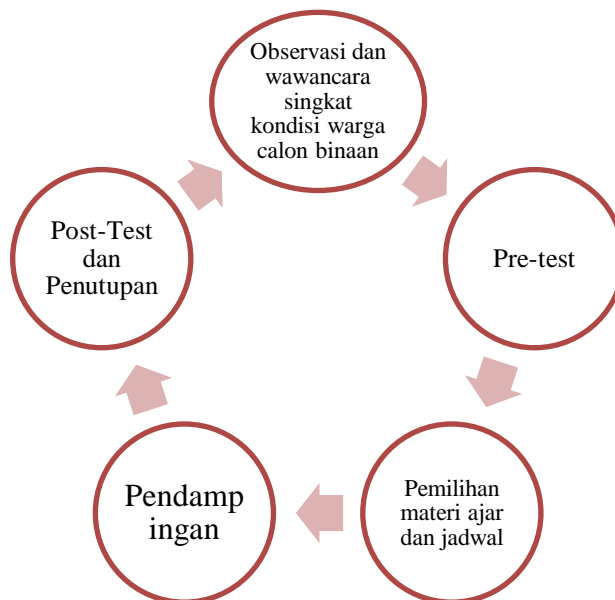 Observasi dan
wawancara
singkat
kondisi warga
calon binaan
Pre-test
Pemilihan
materi ajar
dan jadwal
Pendamp
ingan
Post-Test
dan
Penutupan